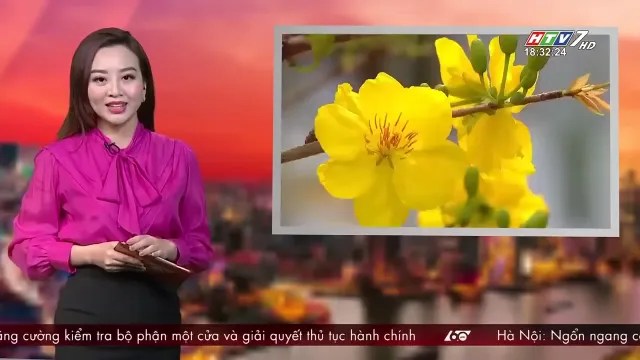 HTV7 HD
18:32:24
ăng cường kiểm tra bộ phận một cửa và giải quyết thủ tục hành chính 60 Hà Nội: Ngổn ngang c